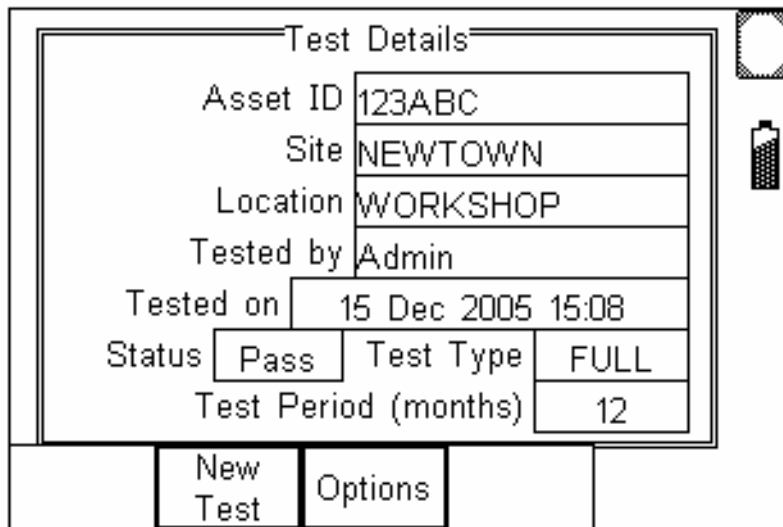 Test Details
Asset ID 123ABC
Site NEWTOWN
Location WORKSHOP
Tested by Admin
Tested on 15 Dec 2005 15:08
Status Pass Test Type FULL
Test Period (months) 12
New Test
Options